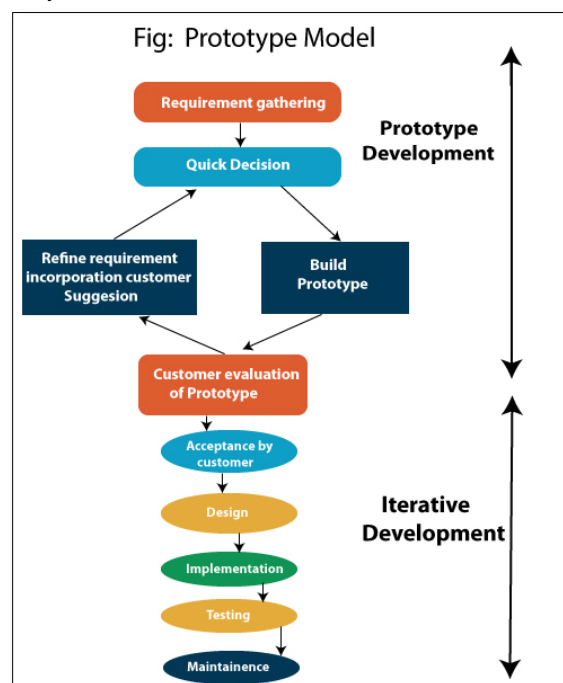 Fig: Prototype Model
Requirement gathering
Prototype
Development
Quick Decision
Refine requirement
incorporation customer
Suggesion
Build
Prototype
Customer evaluation
of Prototype
Acceptance by
customer
Iterative
Development
Design
Implementation
Testing
Maintainence